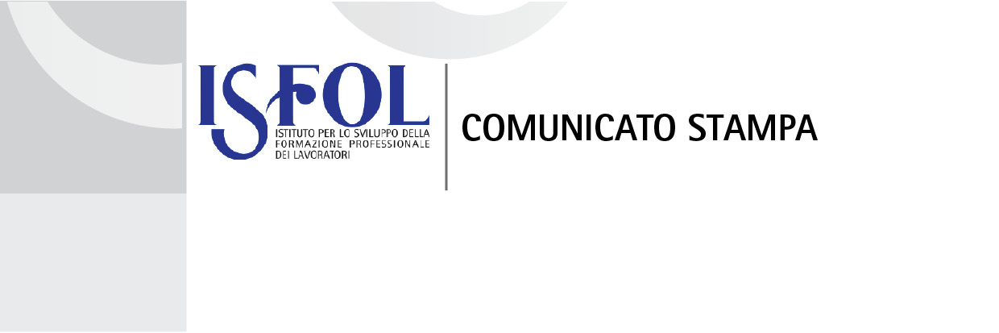 ISFOL
ISTITUTO PER LO SVILUPPO DELLA
FORMAZIONE PROFESSIONALE
DEI LAVORATORI
COMUNICATO STAMPA